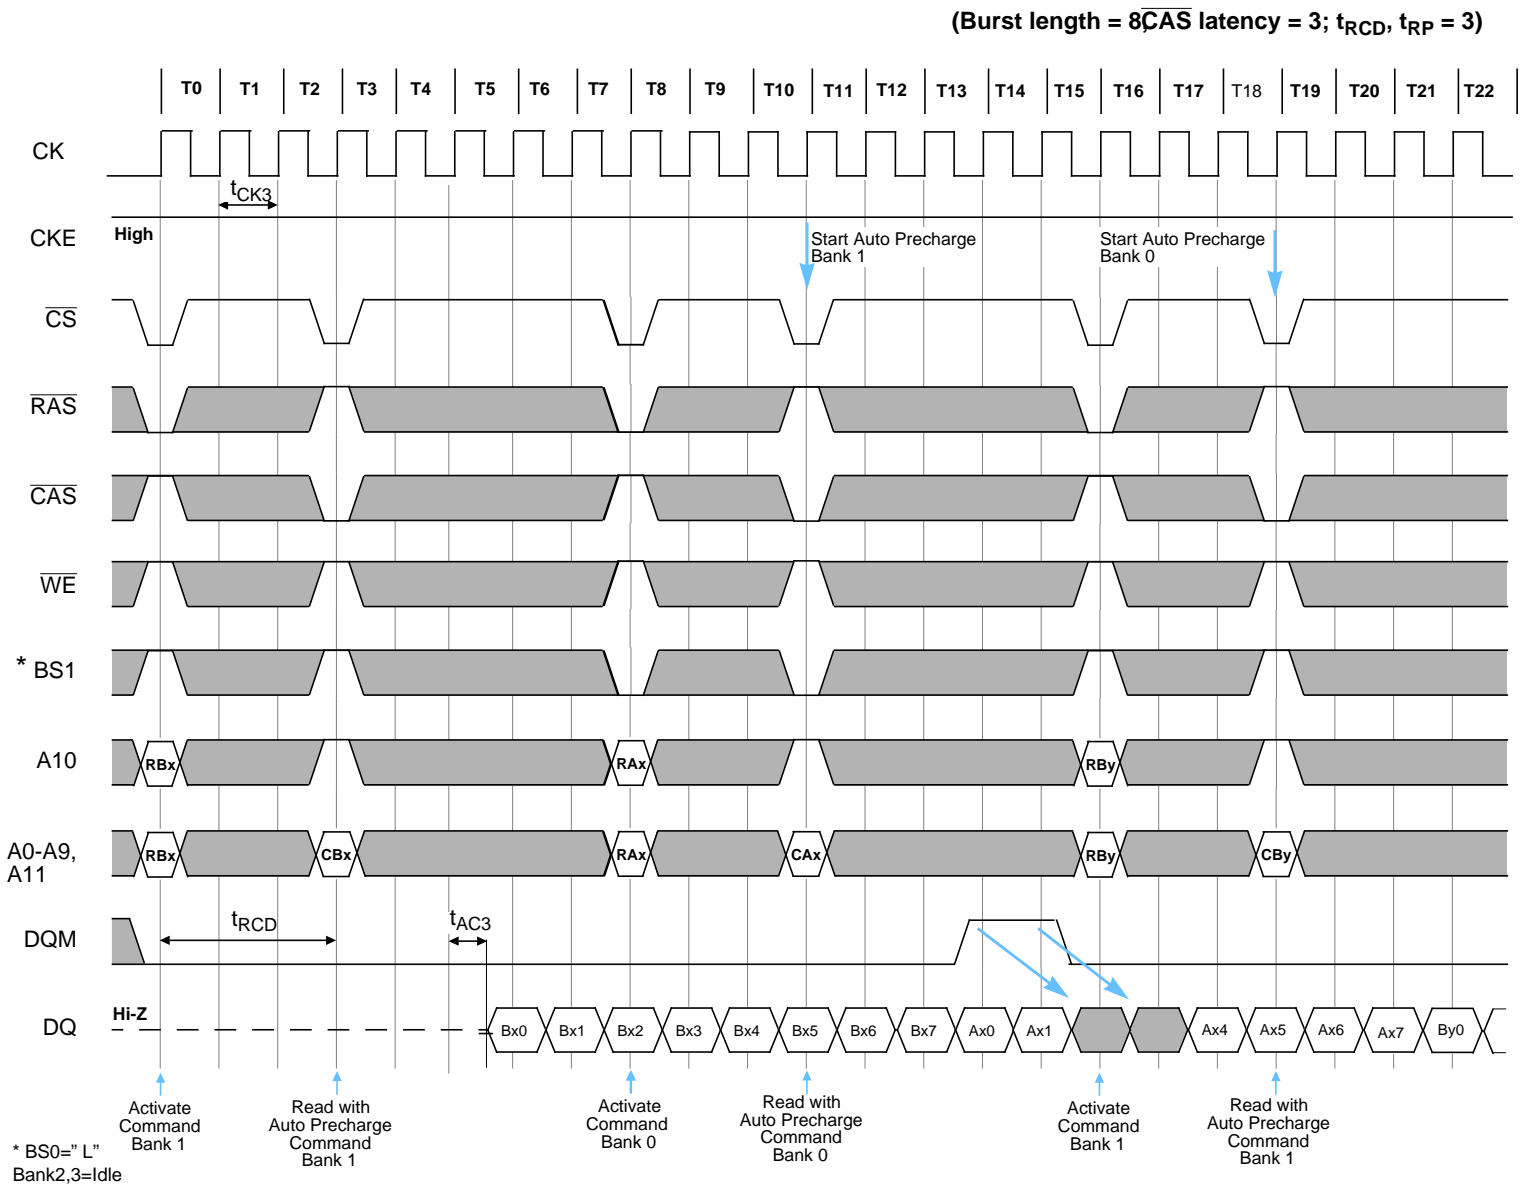 (Burst length = 8, CAS latency = 3; tRCD, tRP = 3)
T0 T1 T2 T3 T4 T5 T6 T7 T8 T9 T10 T11 T12 T13 T14 T15 T16 T17 T18 T19 T20 T21 T22
CK
tCK3
CKE
High
Start Auto Precharge
Bank 1
Start Auto Precharge
Bank 0
CS
RAS
CAS
WE
* BS1
A10
RBx RAx RBy
A0-A9,
A11
RBx CBx RAx CAx RBy CBy
DQM
tRCD
tAC3
DQ
Hi-Z
Bx0 Bx1 Bx2 Bx3 Bx4 Bx5 Bx6 Bx7 Ax0 Ax1 Ax4 Ax5 Ax6 Ax7 By0
Activate
Command
Bank 1
Read with
Auto Precharge
Command
Bank 1
Activate
Command
Bank 0
Read with
Auto Precharge
Command
Bank 0
Activate
Command
Bank 1
Read with
Auto Precharge
Command
Bank 1
* BS0=" L"
Bank2,3=Idle